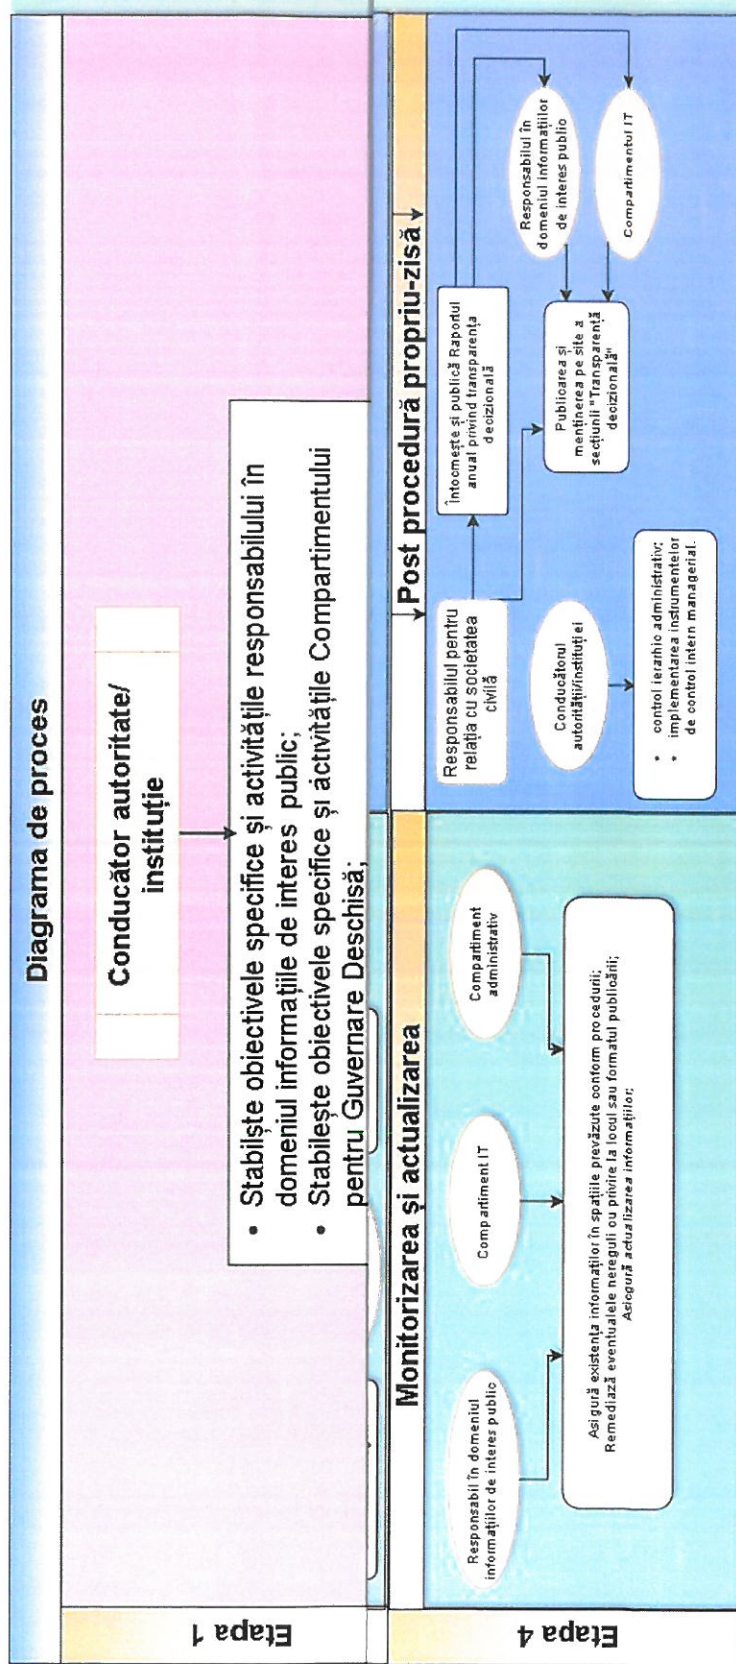 Diagrama de proces
Etapa 1
Conducător autoritate/
instituție
• Stabiliște obiectivele specifice și activitățile responsabilului în
domeniul informațiile de interes public;
• Stabilește obiectivele specifice și activitățile Compartimentului
pentru Guvernare Deschisă;
Etapa 4
Monitorizarea și actualizarea
Responsabil în domeniul
informațiilor de interes public
Compartiment IT
Compartiment
administrativ
Asigură existența informațiilor în spațiile prevăzute conform procedurii;
Remediază eventualele nereguli cu privire la locul sau formatul publicării;
Asigură actualizarea informațiilor;
Post procedură propriu-zisă
Responsabilul pentru
relația cu societatea
civilă
Întocmește și publică Raportul
anual privind transparența
decizională
Responsabilul în
domeniul informațiilor
de interes public
Compartimentul IT
Publicarea și
menținerea pe site a
secțiunii "Transparență
decizională"
Conducătorul
autorității/instituției
• control ierarhic administrativ;
• implementarea instrumentelor
de control intern managerial.